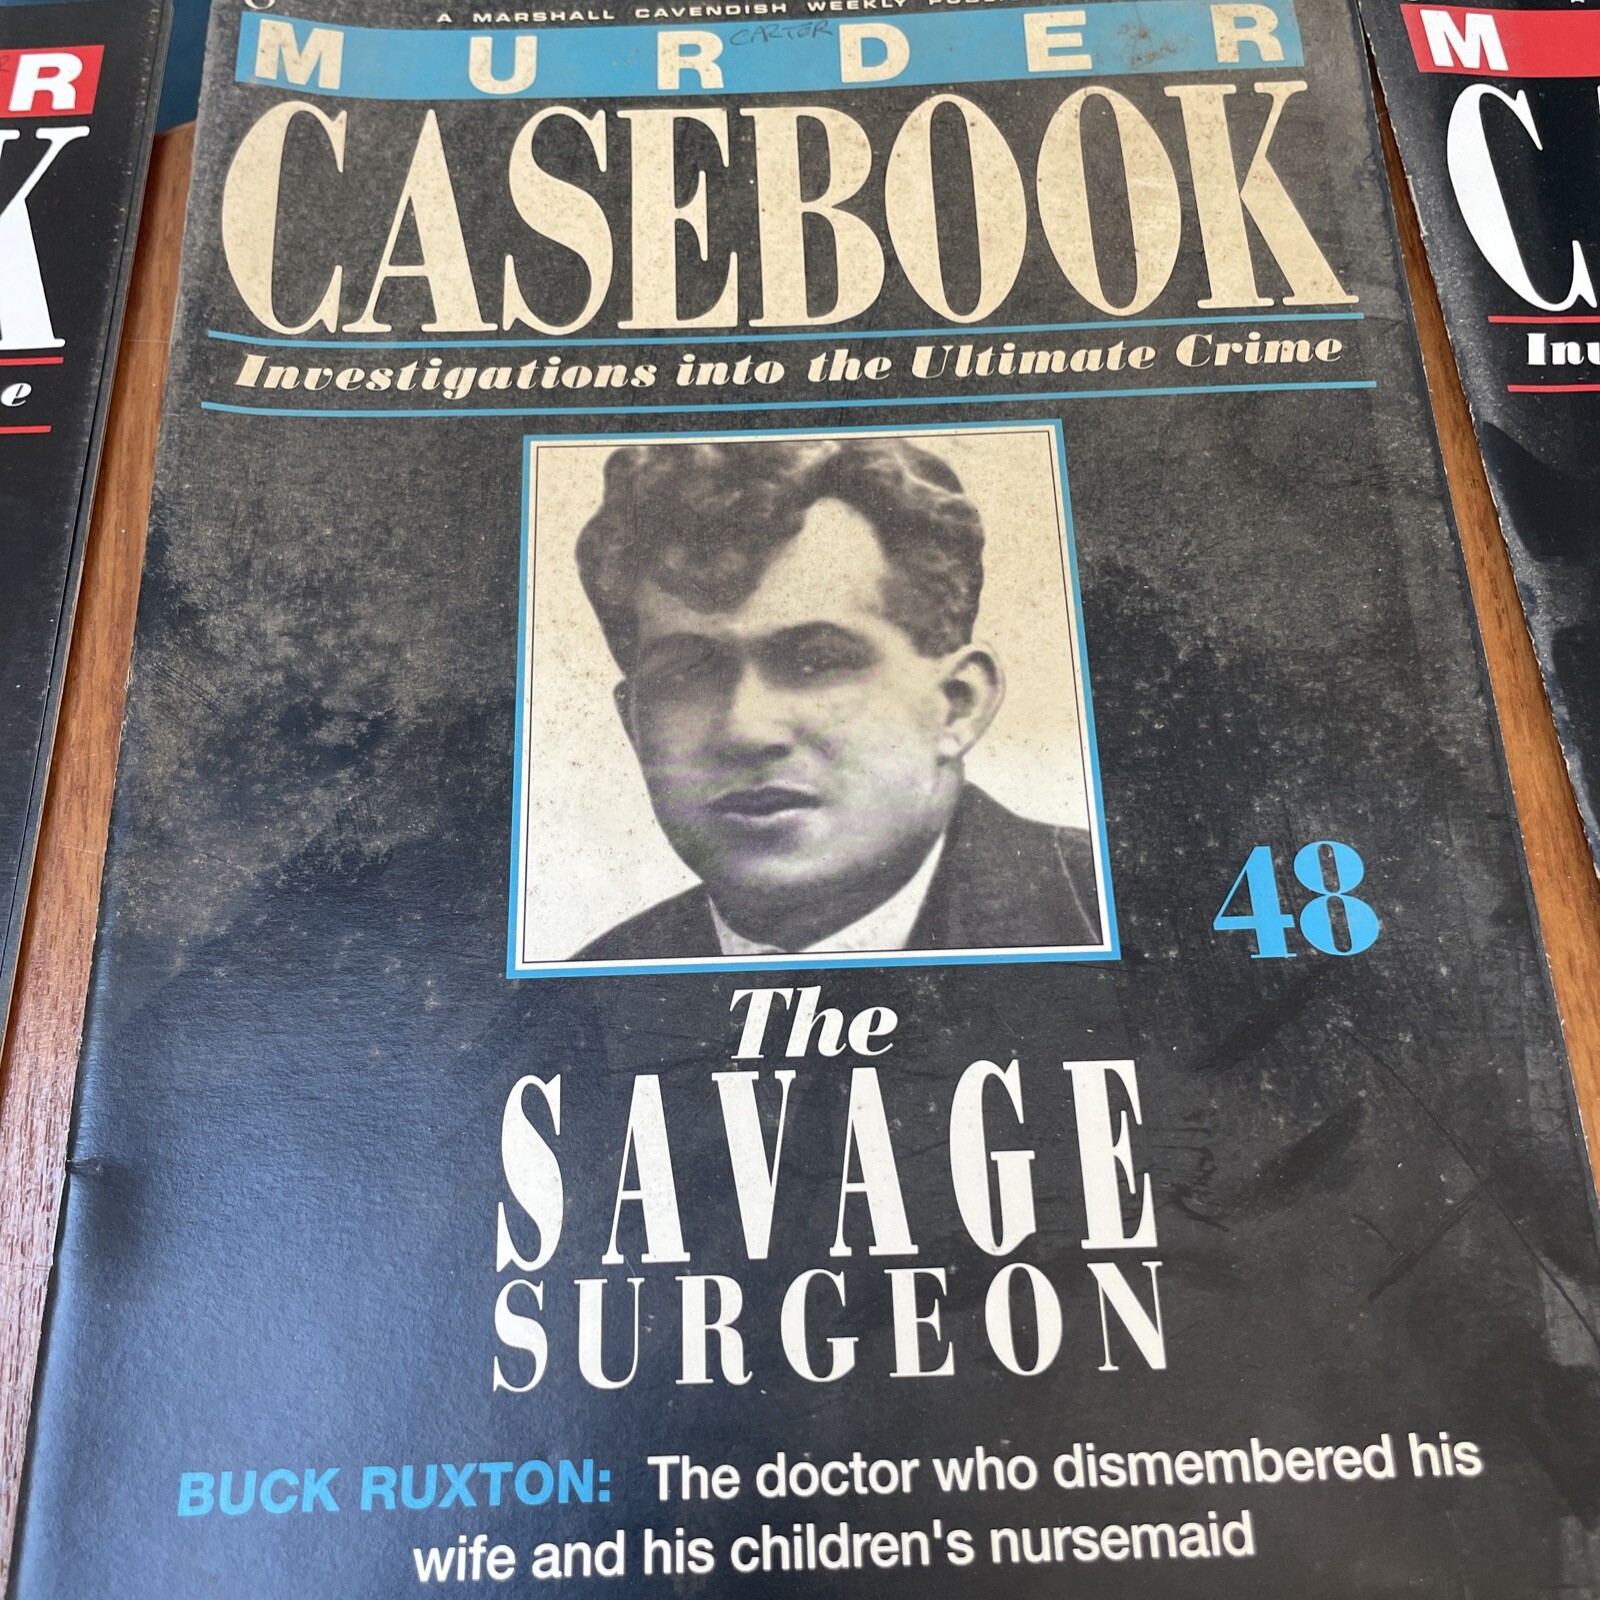 A MARSHALL CAVENDISH WEEKLY
MURDER
CARTER
CASEBOOK
Investigations into the Ultimate Crime
48
The
SAVAGE
SURGEON
BUCK RUXTON: The doctor who dismembered his
wife and his children's nursemaid
R
K
e
M
C